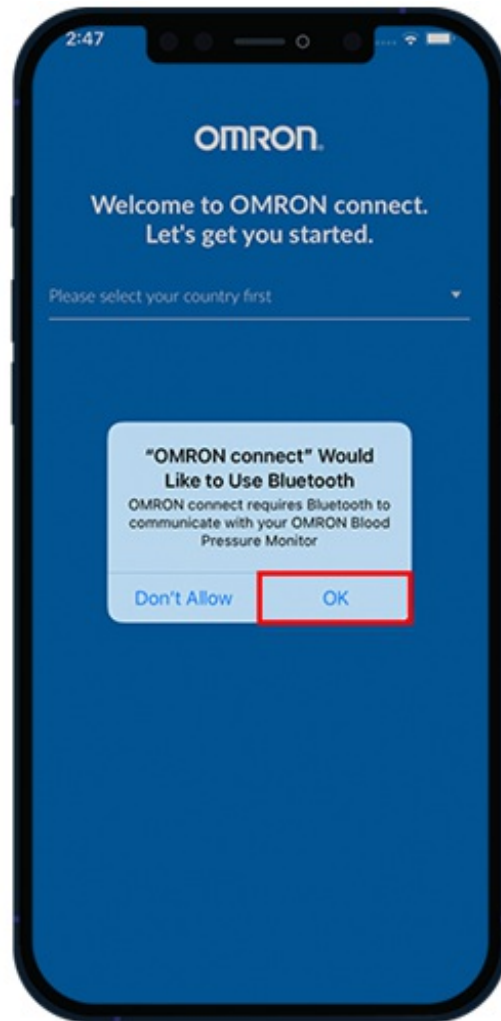 2:47
OMRON
Welcome to OMRON connect.
Let's get you started.
Please select your country first
"OMRON connect" Would
Like to Use Bluetooth
OMRON connect requires Bluetooth to
communicate with your OMRON Blood
Pressure Monitor
Don't Allow
OK